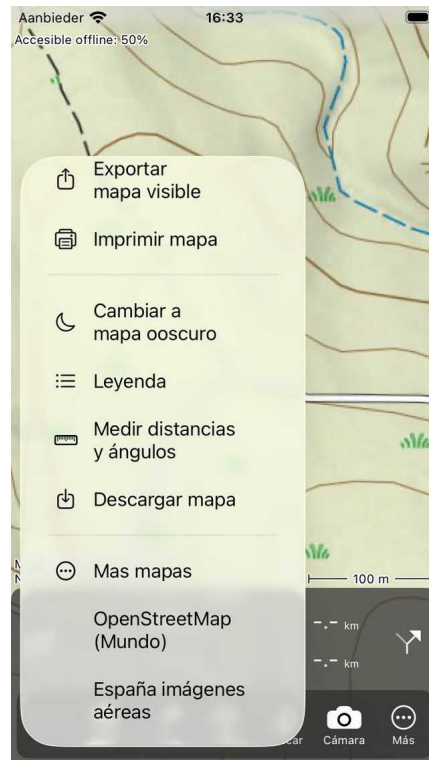 Aanbieder 16:33
Accesible offline: 50%
Exportar
mapa visible
Imprimir mapa
Cambiar a
mapa ooscuro
Leyenda
Medir distancias
y ángulos
Descargar mapa
Mas mapas
100 m
OpenStreetMap
(Mundo)
-.- km
-.- km
España imágenes
aéreas
Cámara
Más